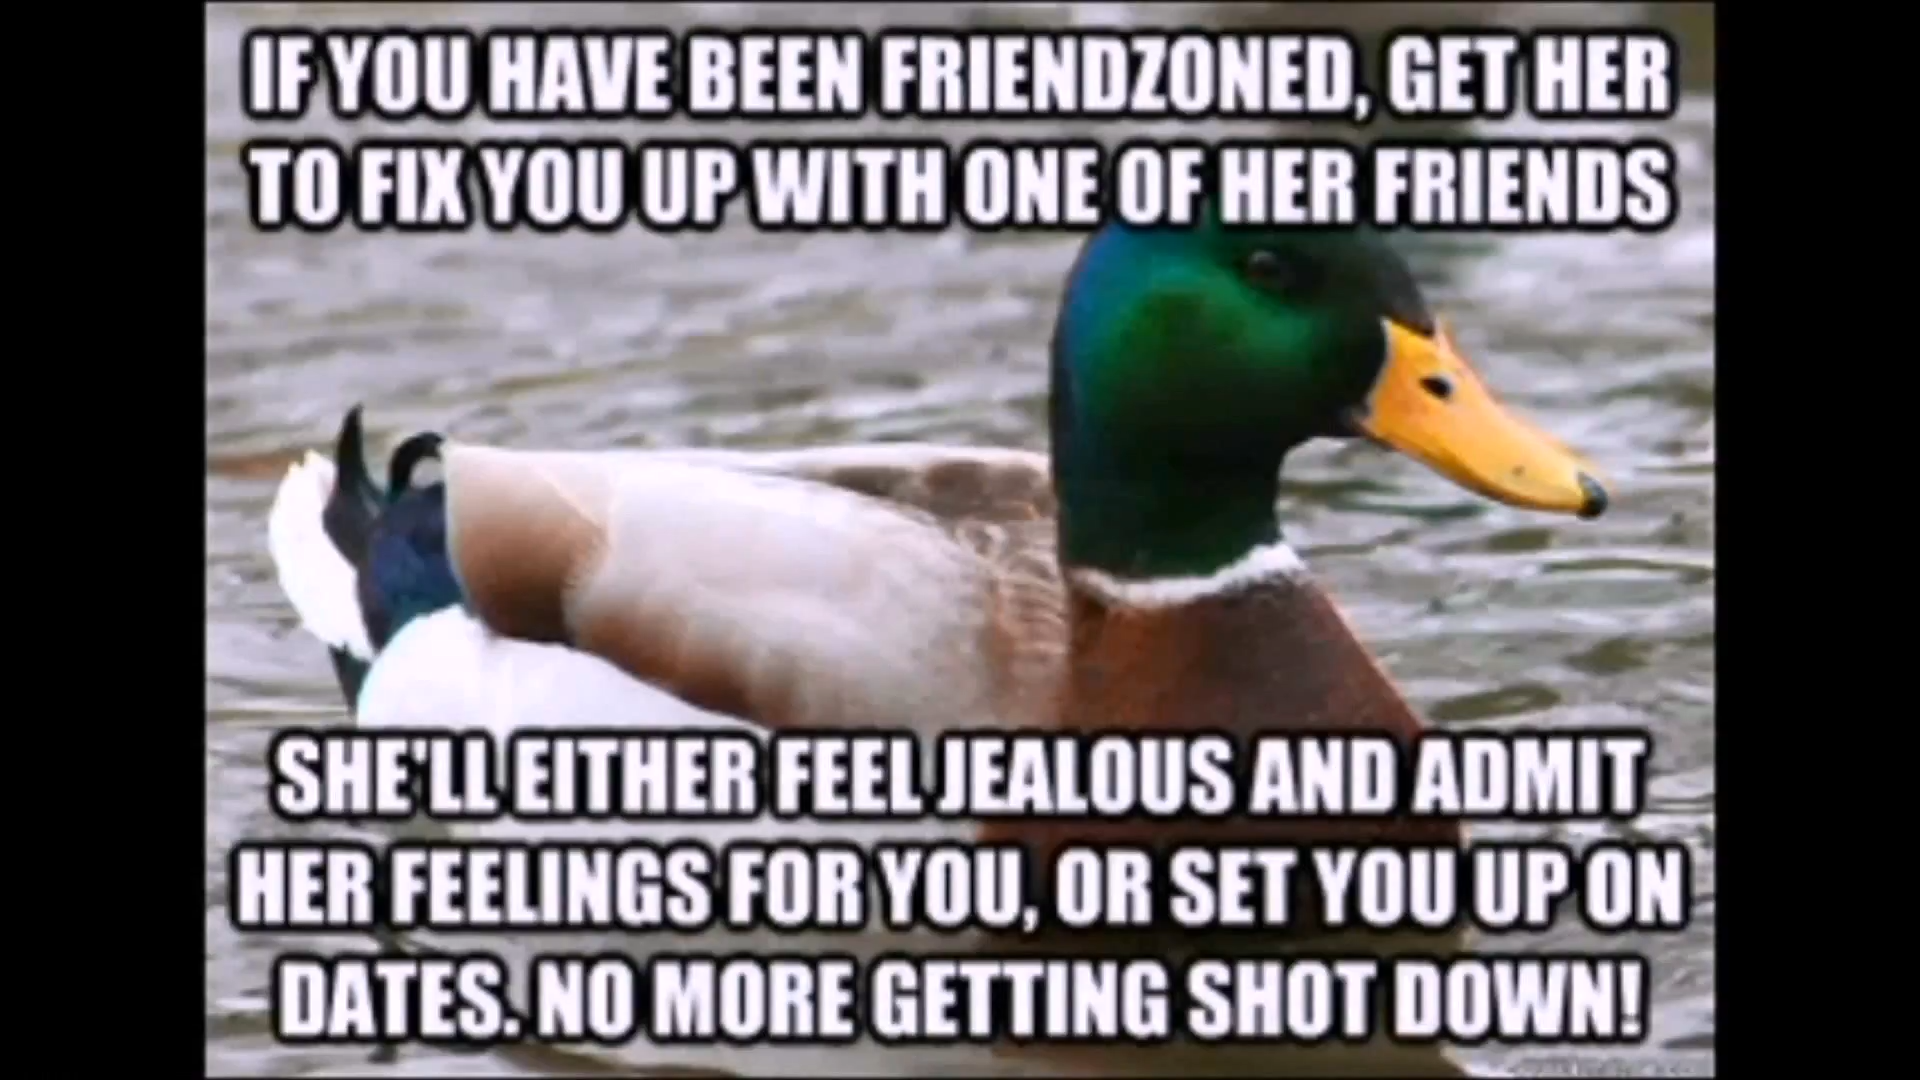 IF YOU HAVE BEEN FRIENDZONED, GET HER
TO FIX YOU UP WITH ONE OF HER FRIENDS
SHE'LL EITHER FEEL JEALOUS AND ADMIT
HER FEELINGS FOR YOU, OR SET YOU UP ON
DATES. NO MORE GETTING SHOT DOWN!